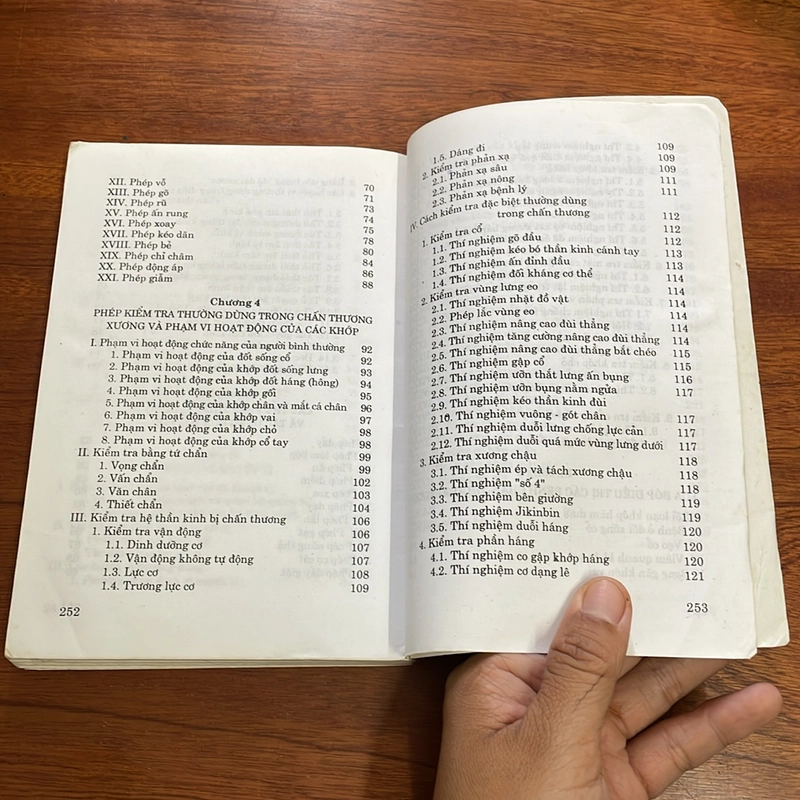 XII. Phép vỗ 70
XIII. Phép gõ 71
XIV. Phép rũ 73
XV. Phép ấn rung 74
XVI. Phép xoay 75
XVII. Phép kéo dãn 78
XVIII. Phép bẻ 80
XIX. Phép chỉ châm 84
XX. Phép động áp 86
XXI. Phép giẫm 88
Chương 4
PHÉP KIỂM TRA THƯỜNG DÙNG TRONG CHẤN THƯƠNG
XƯƠNG VÀ PHẠM VI HOẠT ĐỘNG CỦA CÁC KHỚP
I. Phạm vi hoạt động chức năng của người bình thường 92
1. Phạm vi hoạt động của đốt sống cổ 92
2. Phạm vi hoạt động của khớp đốt sống lưng 93
3. Phạm vi hoạt động của khớp đốt háng (hông) 94
4. Phạm vi hoạt động của khớp gối 95
5. Phạm vi hoạt động của khớp chân và mắt cá chân 96
6. Phạm vi hoạt động của khớp vai 97
7. Phạm vi hoạt động của khớp chỏ 98
8. Phạm vi hoạt động của khớp cổ tay 98
II. Kiểm tra bằng tứ chẩn 99
1. Vọng chẩn 99
2. Vấn chẩn 102
3. Văn chân 103
4. Thiết chẩn 104
III. Kiểm tra hệ thần kinh bị chấn thương 106
1. Kiểm tra vận động 106
1.1. Dinh dưỡng cơ 107
1.2. Vận động không tự động 107
1.3. Lực cơ 108
1.4. Trương lực cơ 109
252
1.5. Dáng đi 109
2. Kiểm tra phản xạ 109
2.1. Phản xạ sâu 109
2.2. Phản xạ nông 111
2.3. Phản xạ bệnh lý 111
IV. Cách kiểm tra đặc biệt thường dùng
trong chấn thương 112
1. Kiểm tra cổ 112
1.1. Thí nghiệm gõ đầu 112
1.2. Thí nghiệm kéo bó thần kinh cánh tay 113
1.3. Thí nghiệm ấn đỉnh đầu 113
1.4. Thí nghiệm đối kháng cơ thể 114
2. Kiểm tra vùng lưng eo 114
2.1. Thí nghiệm nhặt đồ vật 114
2.2. Phép lắc vùng eo 114
2.3. Thí nghiệm nâng cao đùi thẳng 114
2.4. Thí nghiệm tăng cường nâng cao đùi thẳng 114
2.5. Thí nghiệm nâng cao đùi thẳng bắt chéo 115
2.6. Thí nghiệm gập cổ 115
2.7. Thí nghiệm ưỡn thắt lưng ấn bụng 116
2.8. Thí nghiệm ưỡn bụng nằm ngửa 117
2.9. Thí nghiệm kéo thần kinh đùi
2.10. Thí nghiệm vuông - gót chân 117
2.11. Thí nghiệm duỗi lưng chống lực cản 117
2.12. Thí nghiệm duỗi quá mức vùng lưng dưới 118
3. Kiểm tra xương chậu 118
3.1. Thí nghiệm ép và tách xương chậu 118
3.2. Thí nghiệm "số 4" 118
3.3. Thí nghiệm bên giường 119
3.4. Thí nghiệm Jikinbin 119
3.5. Thí nghiệm duỗi háng 120
4. Kiểm tra phần háng 120
4.1. Thí nghiệm co gập khớp háng 120
4.2. Thí nghiệm cơ dạng lê 121
253